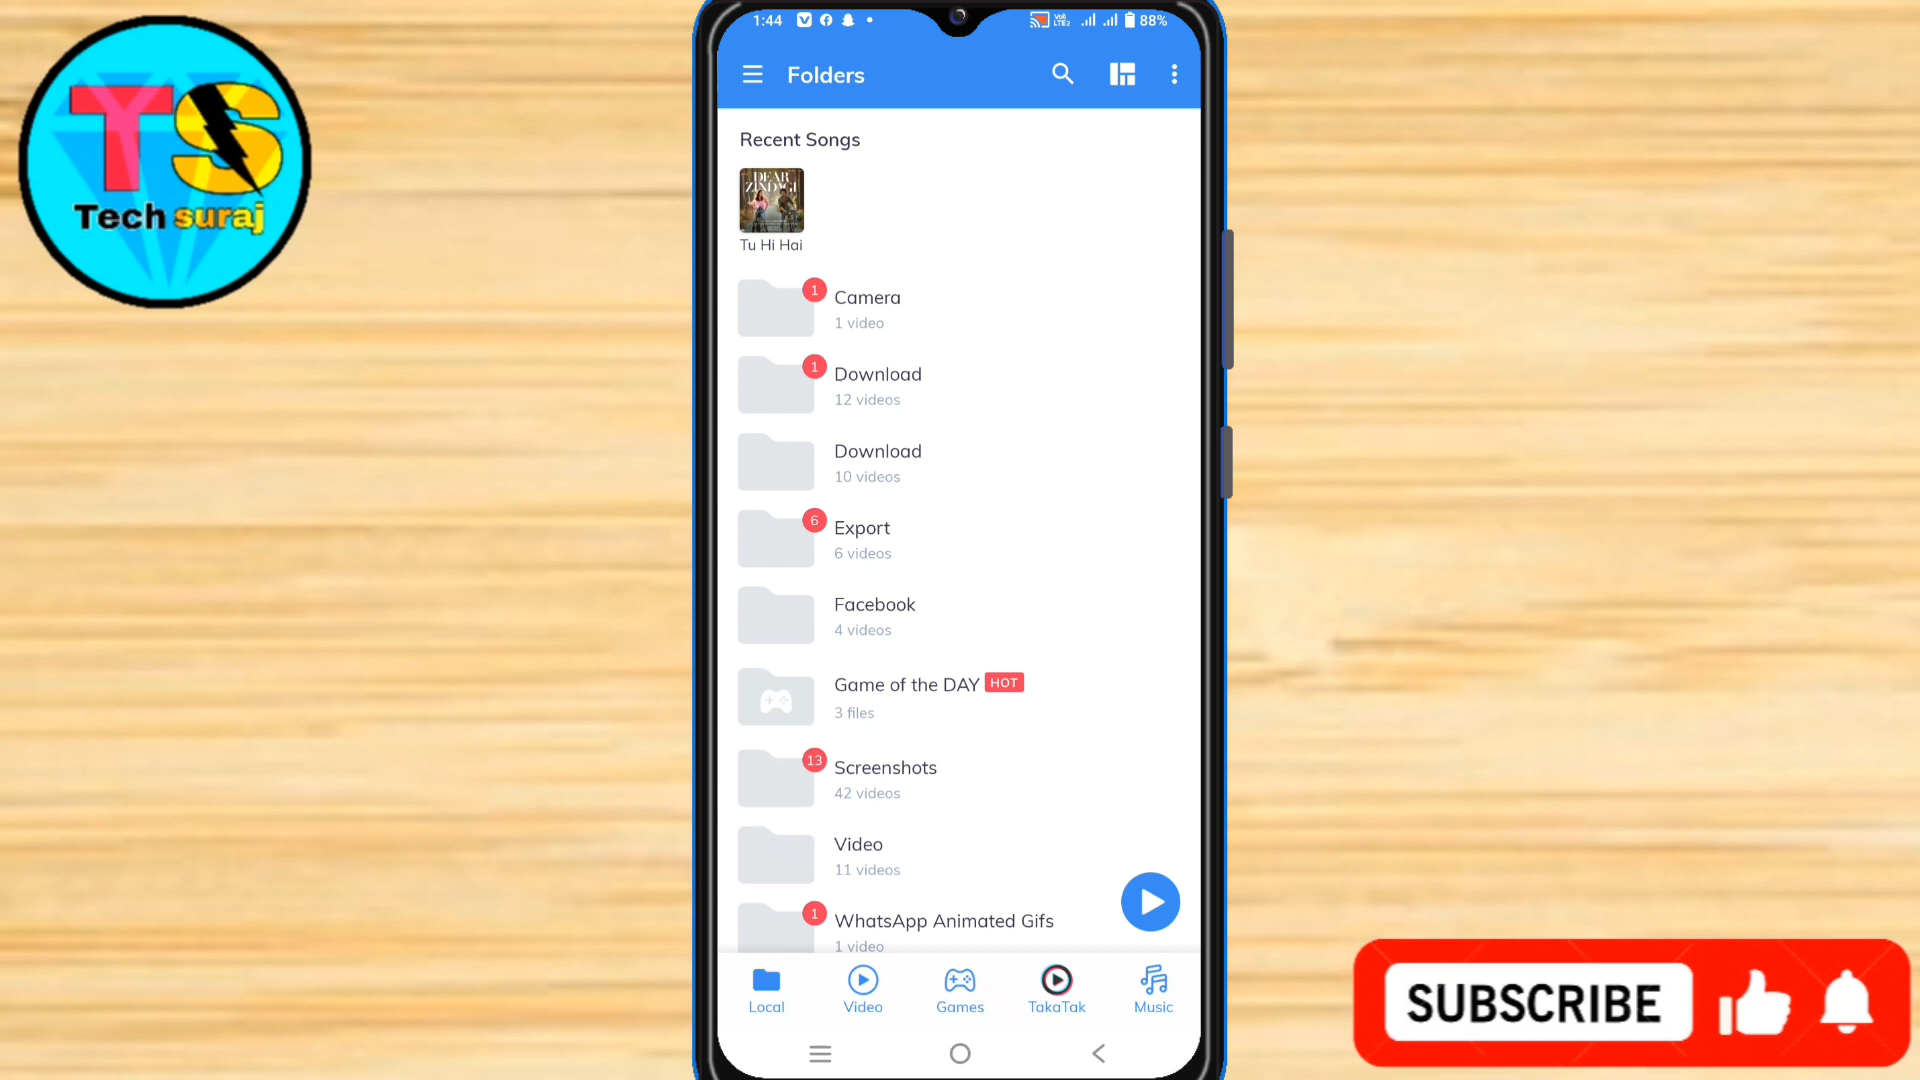 TS
Tech suraj
1:44
VoLTE2
88%
Folders
Recent Songs
DEAR
ZINDAGI
Tu Hi Hai
1
Camera
1 video
1
Download
12 videos
Download
10 videos
6
Export
6 videos
Facebook
4 videos
Game of the DAY HOT
3 files
13
Screenshots
42 videos
Video
11 videos
1
WhatsApp Animated Gifs
1 video
Local
Video
Games
TakaTak
Music
SUBSCRIBE